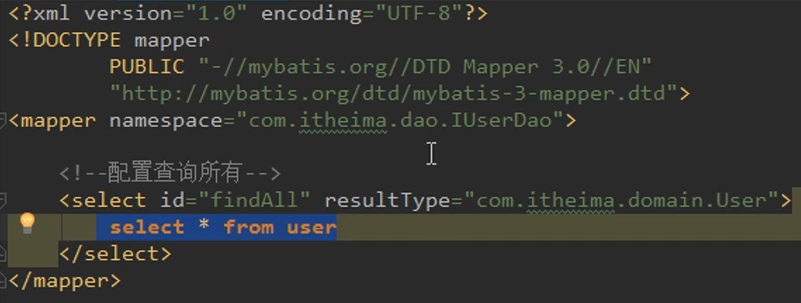 <?xml version="1.0" encoding="UTF-8"?>
<!DOCTYPE mapper
PUBLIC "-//mybatis.org//DTD Mapper 3.0//EN"
"http://mybatis.org/dtd/mybatis-3-mapper.dtd">
<mapper namespace="com.itheima.dao.IUserDao">
<!--配置查询所有-->
<select id="findAll" resultType="com.itheima.domain.User">
select * from user
</select>
</mapper>